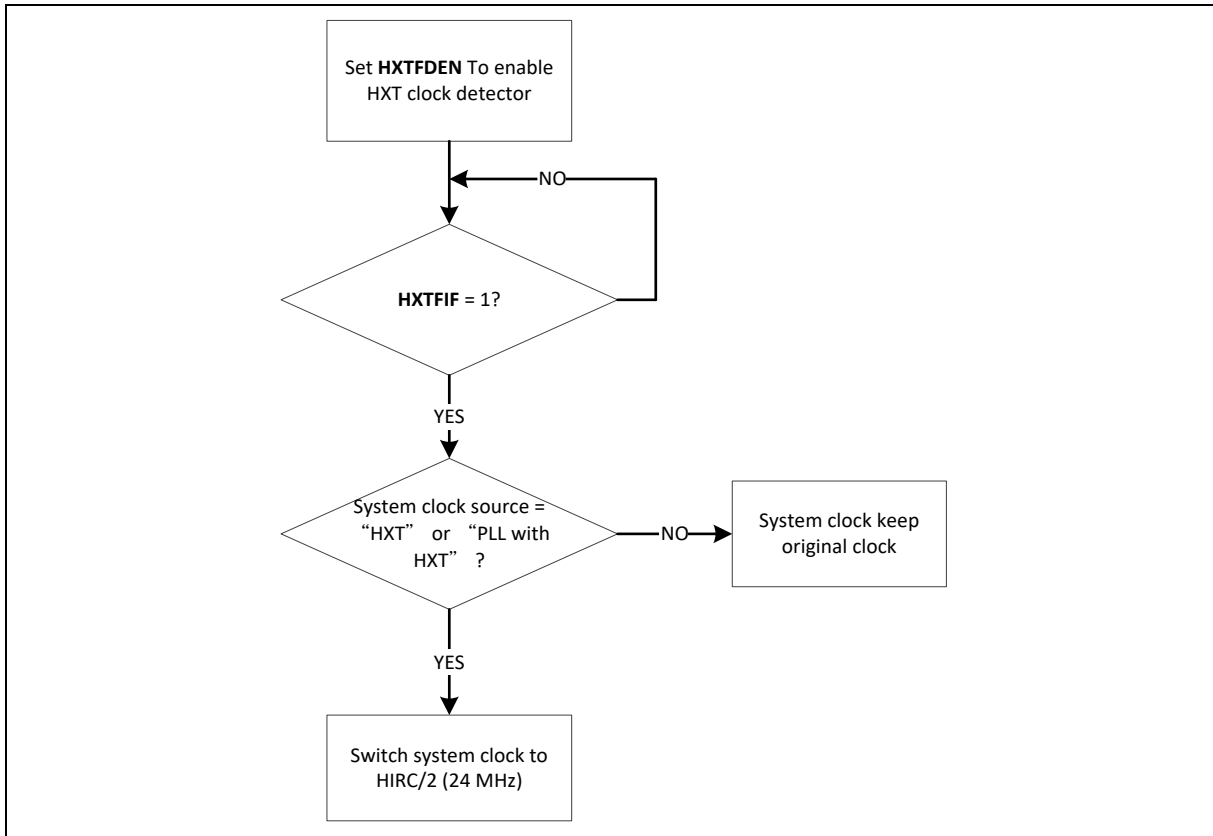 Set HXTFDEN To enable
HXT clock detector
NO
HXTFIF = 1?
YES
System clock source =
“HXT” or “PLL with
HXT” ?
NO
System clock keep
original clock
YES
Switch system clock to
HIRC/2 (24 MHz)